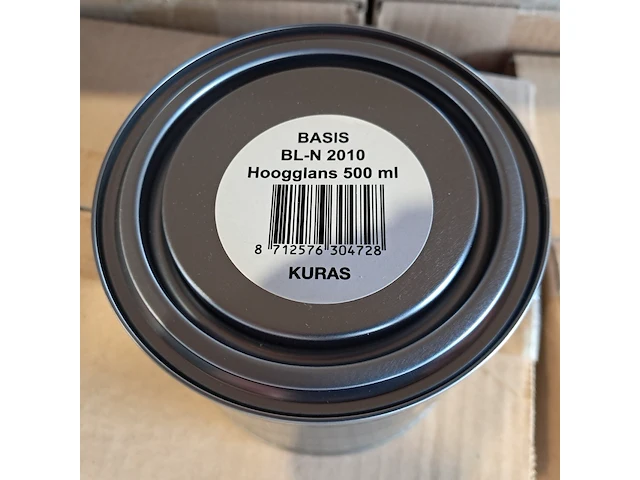 BASIS
BL-N 2010
Hoogglans 500 ml
8 712576 304728
KURAS